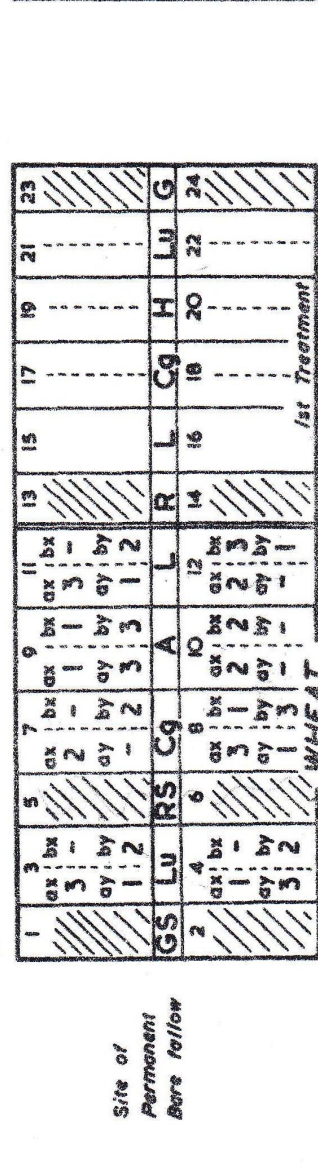 1 3 5 7 9 11 13 15 17 19 21 23
ax bx ax bx ax bx ax bx
3 - 2 - 1 1 3 -
ay by ay by ay by ay by
1 2 - 2 3 3 1 2
GS Lu RS Cg A L R L Cg H Lu G
2 4 6 8 10 12 14 16 18 20 22 24
ax bx ax bx ax bx ax bx
1 - 3 1 2 2 2 3
ay by ay by ay by ay by
3 2 1 3 - - - 1
WHEAT
1st Treatment
Site of
Permanent
Bare fallow